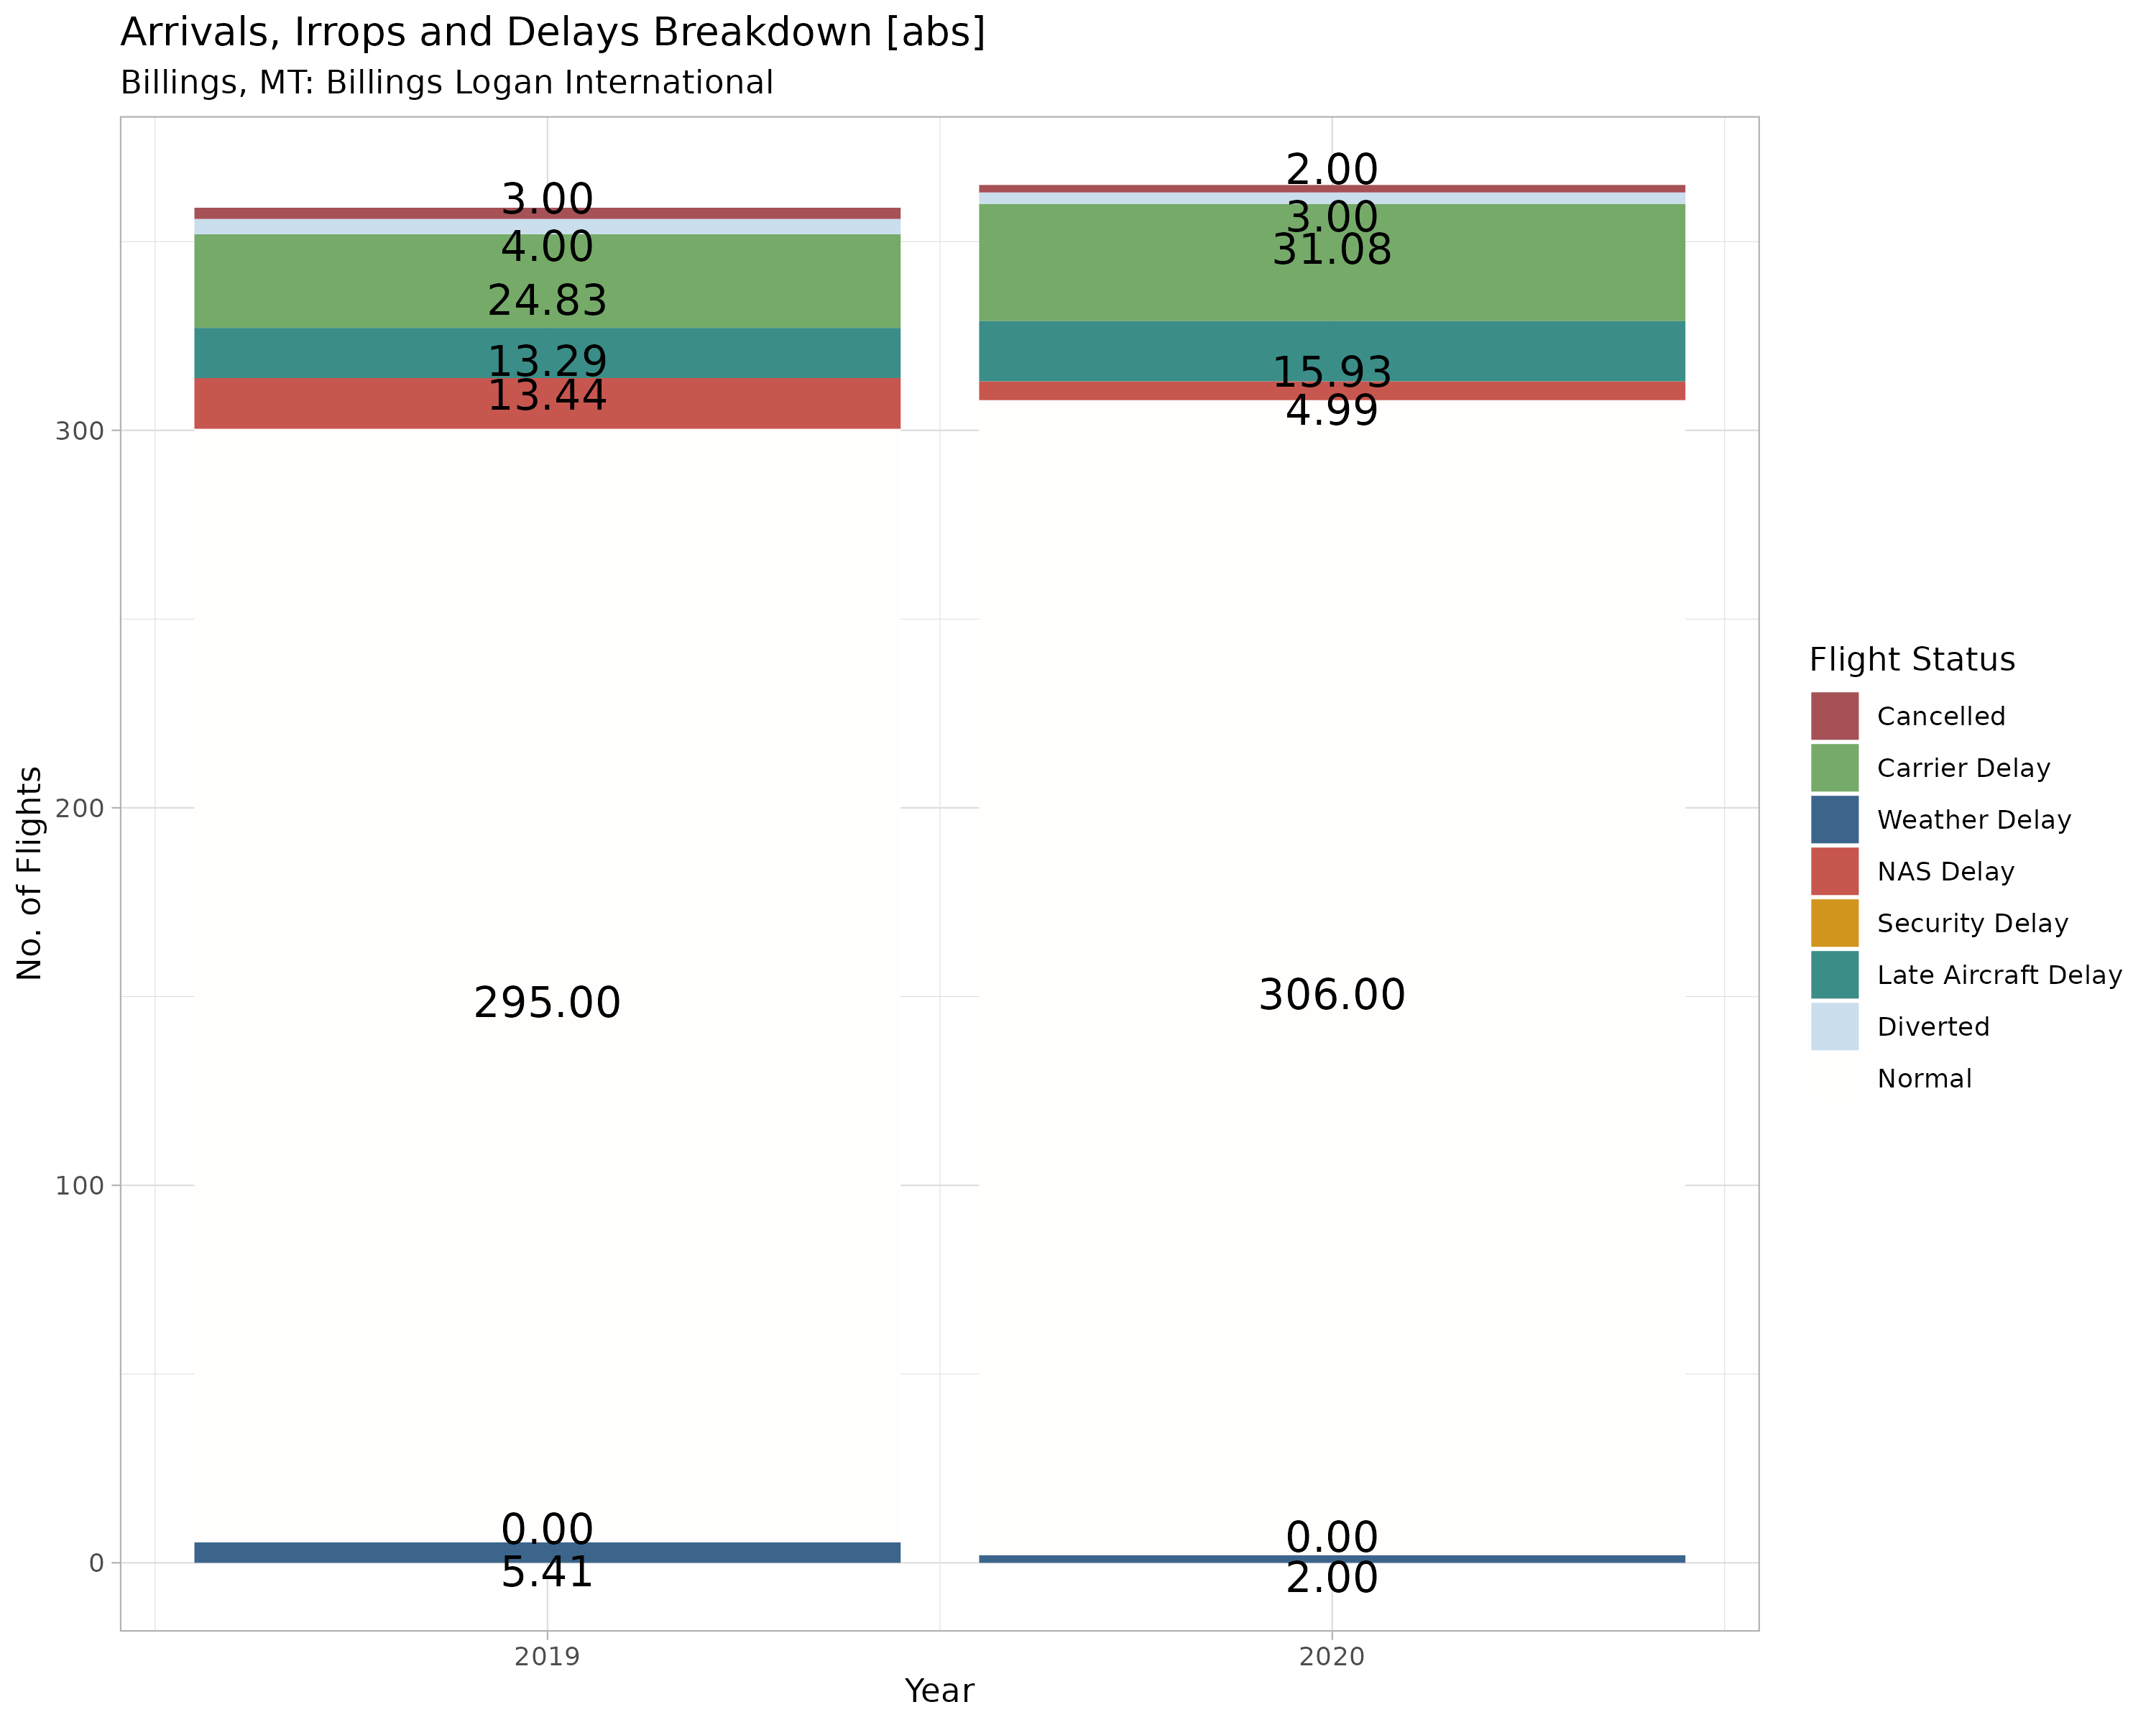 Arrivals, Irrops and Delays Breakdown [abs]
Billings, MT: Billings Logan International
No. of Flights
300
200
100
0
3.00
4.00
24.83
13.29
13.44
295.00
0.00
5.41
2.00
3.00
31.08
15.93
4.99
306.00
0.00
2.00
2019
2020
Year
Flight Status
Cancelled
Carrier Delay
Weather Delay
NAS Delay
Security Delay
Late Aircraft Delay
Diverted
Normal